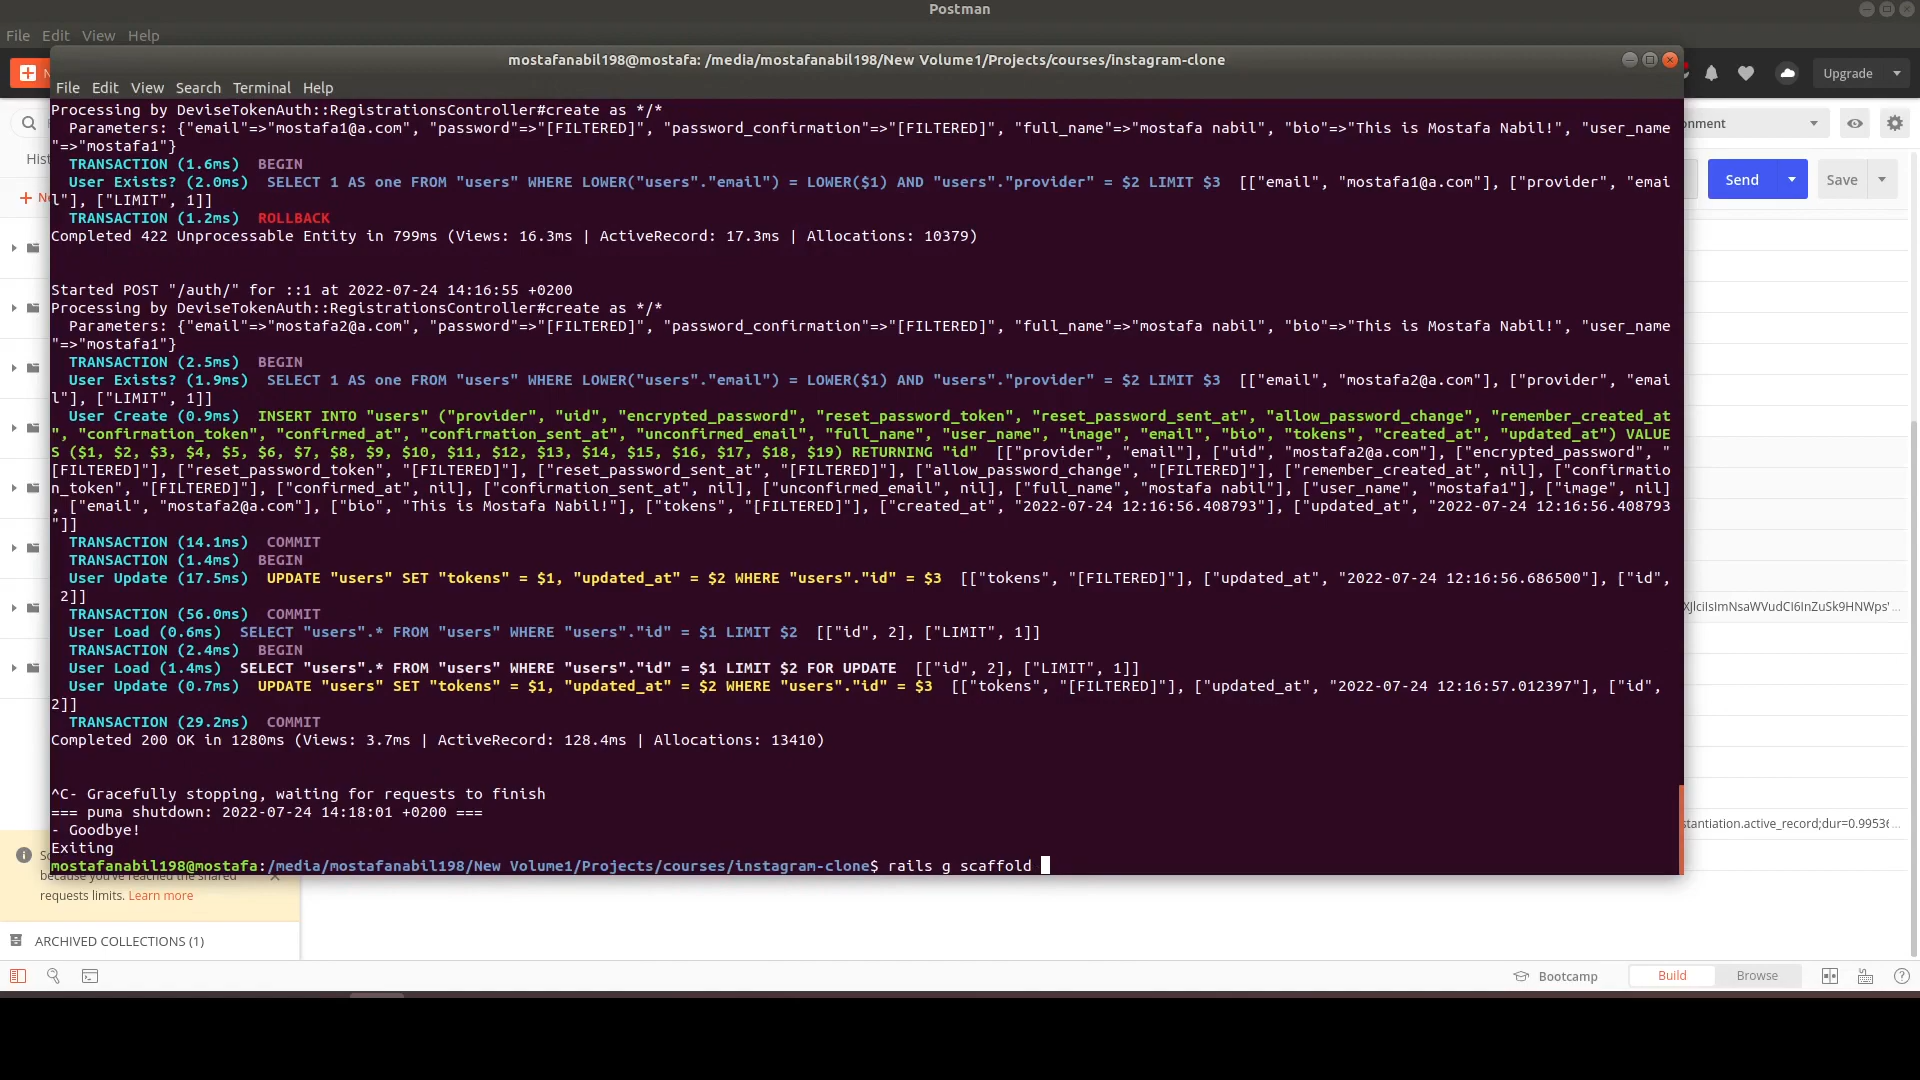 Postman
File Edit View Help
mostafanabil198@mostafa: /media/mostafanabil198/New Volume1/Projects/courses/instagram-clone
File Edit View Search Terminal Help
Upgrade
nment
Hist
Send
Save
Processing by DeviseTokenAuth::RegistrationsController#create as */*
  Parameters: {"email"=>"mostafa1@a.com", "password"=>"[FILTERED]", "password_confirmation"=>"[FILTERED]", "full_name"=>"mostafa nabil", "bio"=>"This is Mostafa Nabil!", "user_name
"=>"mostafa1"}
  TRANSACTION (1.6ms)  BEGIN
  User Exists? (2.0ms)  SELECT 1 AS one FROM "users" WHERE LOWER("users"."email") = LOWER($1) AND "users"."provider" = $2 LIMIT $3  [["email", "mostafa1@a.com"], ["provider", "emai
l"], ["LIMIT", 1]]
  TRANSACTION (1.2ms)  ROLLBACK
Completed 422 Unprocessable Entity in 799ms (Views: 16.3ms | ActiveRecord: 17.3ms | Allocations: 10379)
Started POST "/auth/" for ::1 at 2022-07-24 14:16:55 +0200
Processing by DeviseTokenAuth::RegistrationsController#create as */*
  Parameters: {"email"=>"mostafa2@a.com", "password"=>"[FILTERED]", "password_confirmation"=>"[FILTERED]", "full_name"=>"mostafa nabil", "bio"=>"This is Mostafa Nabil!", "user_name
"=>"mostafa1"}
  TRANSACTION (2.5ms)  BEGIN
  User Exists? (1.9ms)  SELECT 1 AS one FROM "users" WHERE LOWER("users"."email") = LOWER($1) AND "users"."provider" = $2 LIMIT $3  [["email", "mostafa2@a.com"], ["provider", "emai
l"], ["LIMIT", 1]]
  User Create (0.9ms)  INSERT INTO "users" ("provider", "uid", "encrypted_password", "reset_password_token", "reset_password_sent_at", "allow_password_change", "remember_created_at
", "confirmation_token", "confirmed_at", "confirmation_sent_at", "unconfirmed_email", "full_name", "user_name", "image", "email", "bio", "tokens", "created_at", "updated_at") VALUE
S ($1, $2, $3, $4, $5, $6, $7, $8, $9, $10, $11, $12, $13, $14, $15, $16, $17, $18, $19) RETURNING "id"  [["provider", "email"], ["uid", "mostafa2@a.com"], ["encrypted_password", "
[FILTERED]"], ["reset_password_token", "[FILTERED]"], ["reset_password_sent_at", "[FILTERED]"], ["allow_password_change", "[FILTERED]"], ["remember_created_at", nil], ["confirmatio
n_token", "[FILTERED]"], ["confirmed_at", nil], ["confirmation_sent_at", nil], ["unconfirmed_email", nil], ["full_name", "mostafa nabil"], ["user_name", "mostafa1"], ["image", nil]
, ["email", "mostafa2@a.com"], ["bio", "This is Mostafa Nabil!"], ["tokens", "[FILTERED]"], ["created_at", "2022-07-24 12:16:56.408793"], ["updated_at", "2022-07-24 12:16:56.408793
"]]
  TRANSACTION (14.1ms)  COMMIT
  TRANSACTION (1.4ms)  BEGIN
  User Update (17.5ms)  UPDATE "users" SET "tokens" = $1, "updated_at" = $2 WHERE "users"."id" = $3  [["tokens", "[FILTERED]"], ["updated_at", "2022-07-24 12:16:56.686500"], ["id",
 2]]
  TRANSACTION (56.0ms)  COMMIT
  User Load (0.6ms)  SELECT "users".* FROM "users" WHERE "users"."id" = $1 LIMIT $2  [["id", 2], ["LIMIT", 1]]
  TRANSACTION (2.4ms)  BEGIN
  User Load (1.4ms)  SELECT "users".* FROM "users" WHERE "users"."id" = $1 LIMIT $2 FOR UPDATE  [["id", 2], ["LIMIT", 1]]
  User Update (0.7ms)  UPDATE "users" SET "tokens" = $1, "updated_at" = $2 WHERE "users"."id" = $3  [["tokens", "[FILTERED]"], ["updated_at", "2022-07-24 12:16:57.012397"], ["id",
2]]
  TRANSACTION (29.2ms)  COMMIT
Completed 200 OK in 1280ms (Views: 3.7ms | ActiveRecord: 128.4ms | Allocations: 13410)
^C- Gracefully stopping, waiting for requests to finish
=== puma shutdown: 2022-07-24 14:18:01 +0200 ===
- Goodbye!
Exiting
mostafanabil198@mostafa:/media/mostafanabil198/New Volume1/Projects/courses/instagram-clone$ rails g scaffold
stantiation.active_record;dur=0.9953
because you've reached the shared
requests limits. Learn more
ARCHIVED COLLECTIONS (1)
Bootcamp
Build
Browse